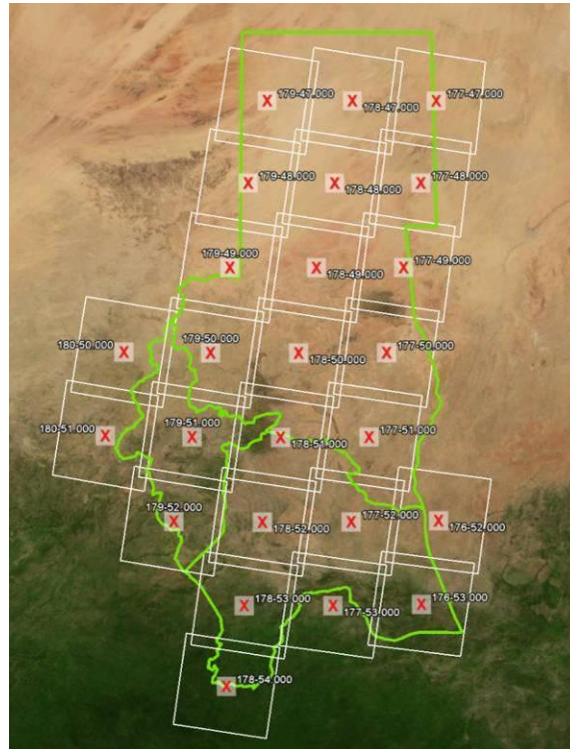 179-47.000
178-47.000
177-47.000
X
X
X
179-48.000
178-48.000
177-48.000
X
X
X
179-49.000
178-49.000
177-49.000
X
X
X
180-50.000
179-50.000
178-50.000
177-50.000
X
X
X
X
180-51.000
179-51.000
178-51.000
177-51.000
X
X
X
X
179-52.000
178-52.000
177-52.000
176-52.000
X
X
X
X
178-53.000
177-53.000
176-53.000
X
X
X
178-54.000
X